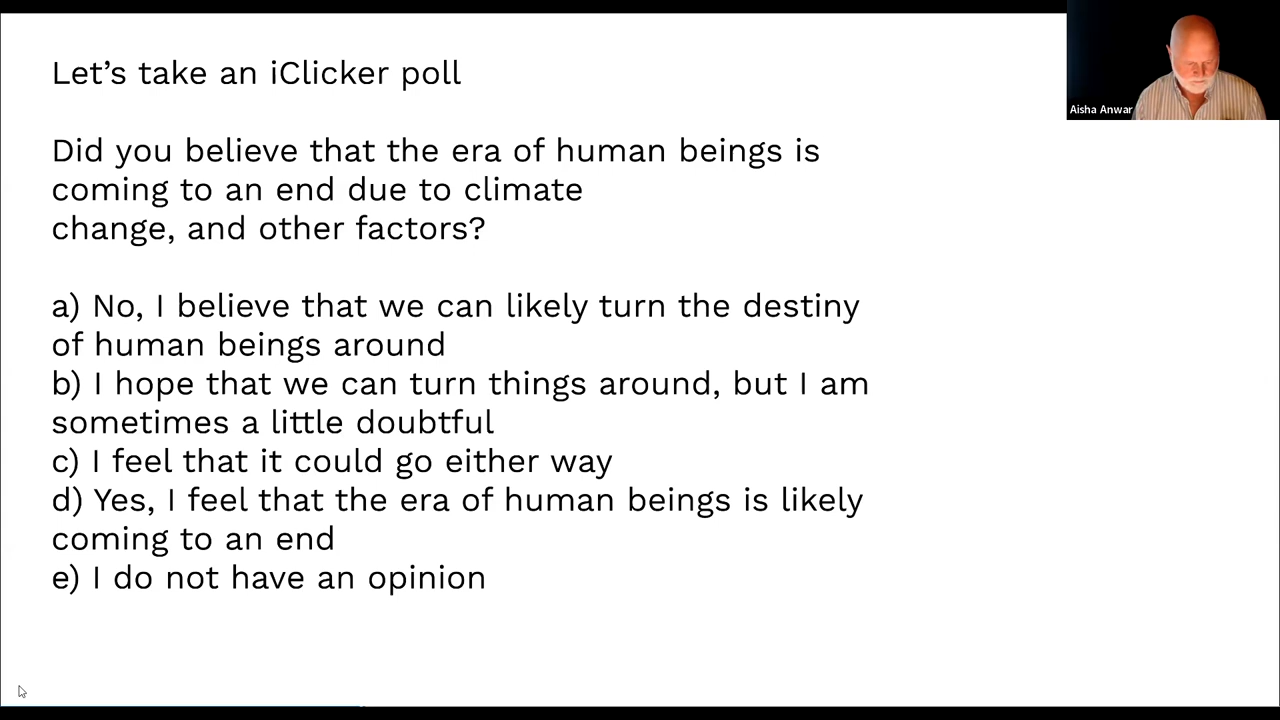 Let’s take an iClicker poll
Did you believe that the era of human beings is
coming to an end due to climate
change, and other factors?
a) No, I believe that we can likely turn the destiny
of human beings around
b) I hope that we can turn things around, but I am
sometimes a little doubtful
c) I feel that it could go either way
d) Yes, I feel that the era of human beings is likely
coming to an end
e) I do not have an opinion
Aisha Anwar